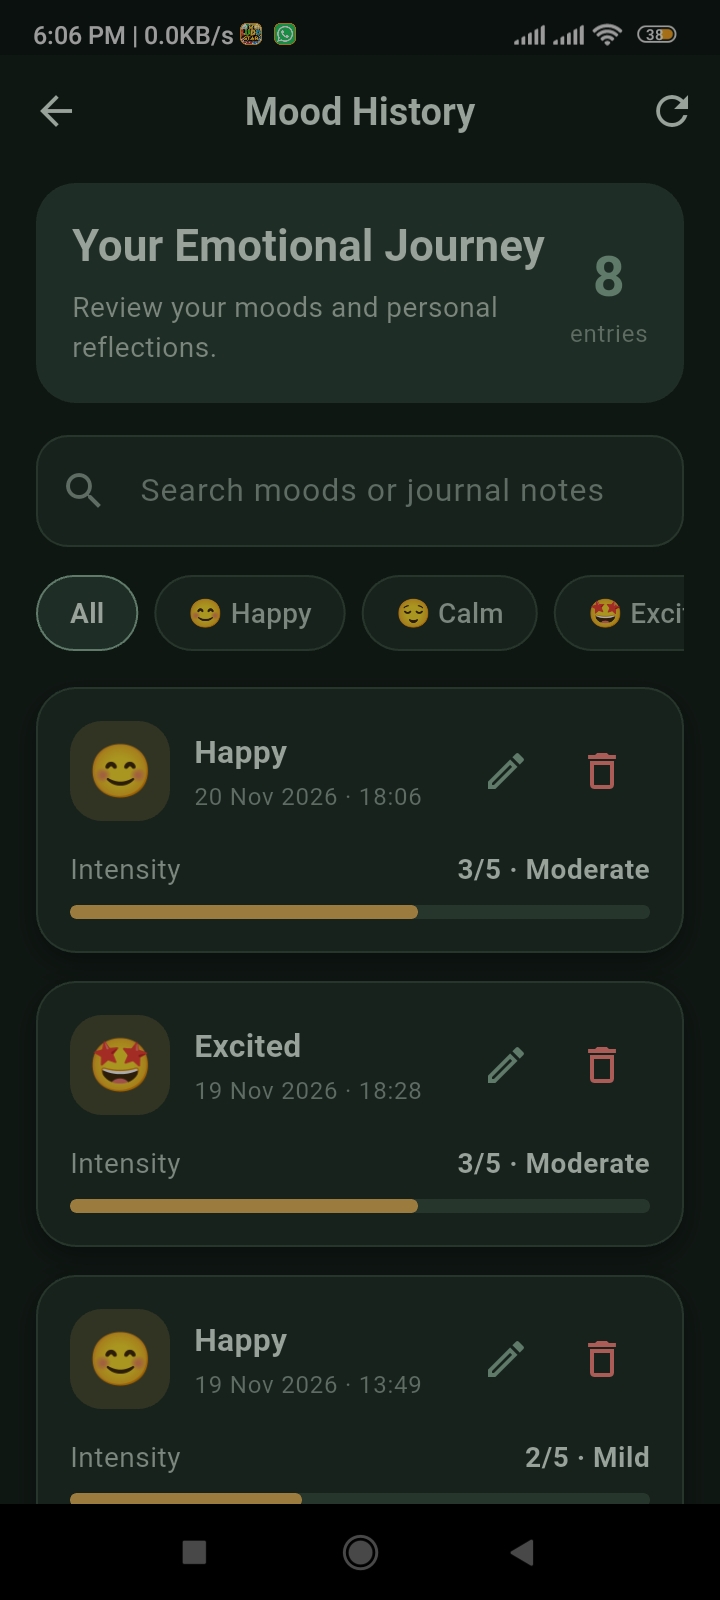 6:06 PM | 0.0KB/s
38
Mood History
Your Emotional Journey
8
Review your moods and personal
reflections.
entries
Search moods or journal notes
All
😊 Happy
😌 Calm
🤩 Exci
Happy
20 Nov 2026 · 18:06
Intensity
3/5 · Moderate
Excited
19 Nov 2026 · 18:28
Intensity
3/5 · Moderate
Happy
19 Nov 2026 · 13:49
Intensity
2/5 · Mild